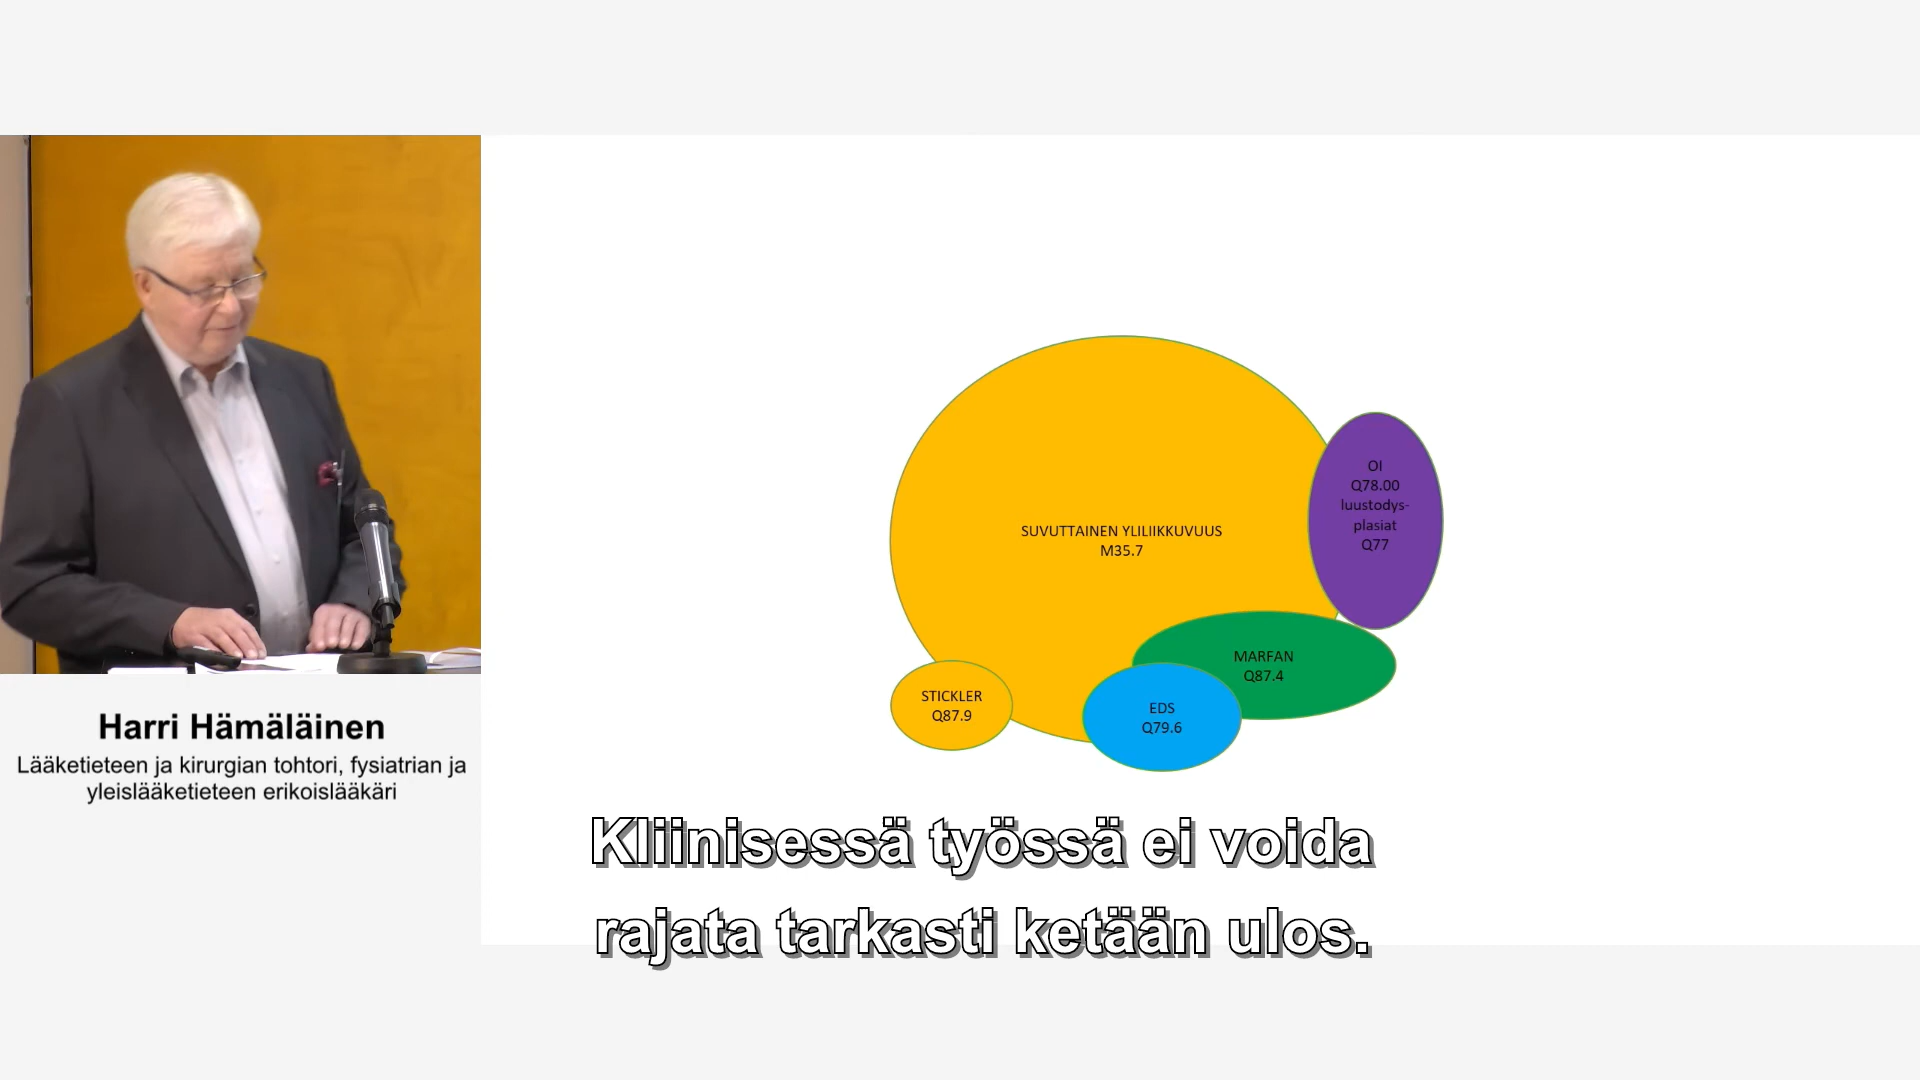 SUVUTTAINEN YLILIIKKUVUUS
M35.7
OI
Q78.00
luustodys-
plasiat
Q77
MARFAN
Q87.4
STICKLER
Q87.9
EDS
Q79.6
Harri Hämäläinen
Lääketieteen ja kirurgian tohtori, fysiatrian ja
yleislääketieteen erikoislääkäri
Kliinisessä työssä ei voida
rajata tarkasti ketään ulos.